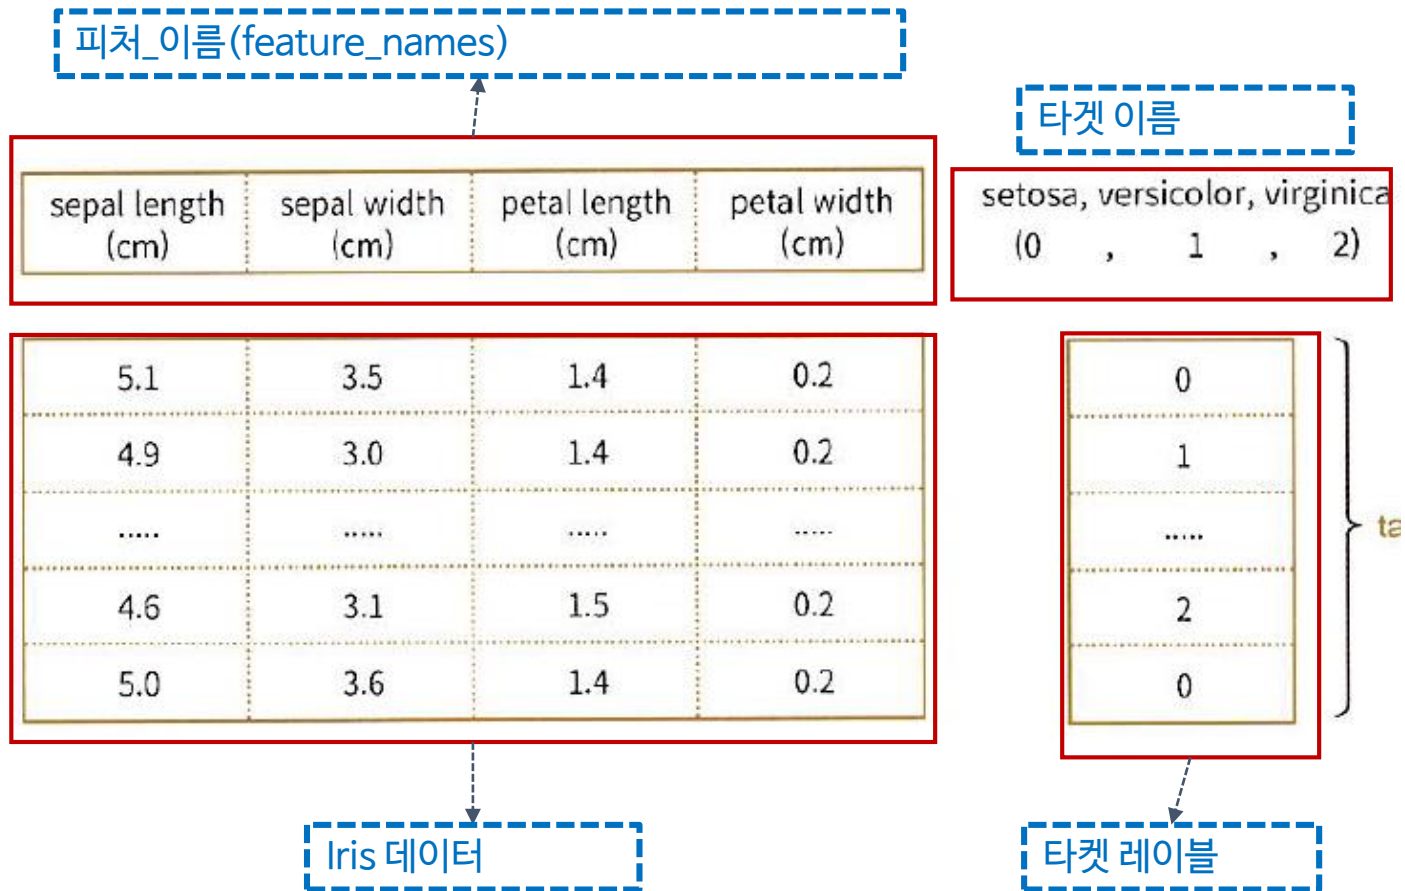 피처_이름(feature_names)
타겟 이름
sepal length (cm) sepal width (cm) petal length (cm) petal width (cm)
setosa, versicolor, virginica
(0 , 1 , 2)
5.1 3.5 1.4 0.2 0
4.9 3.0 1.4 0.2 1
..... ..... ..... ..... .....
4.6 3.1 1.5 0.2 2
5.0 3.6 1.4 0.2 0
ta
Iris 데이터
타켓 레이블